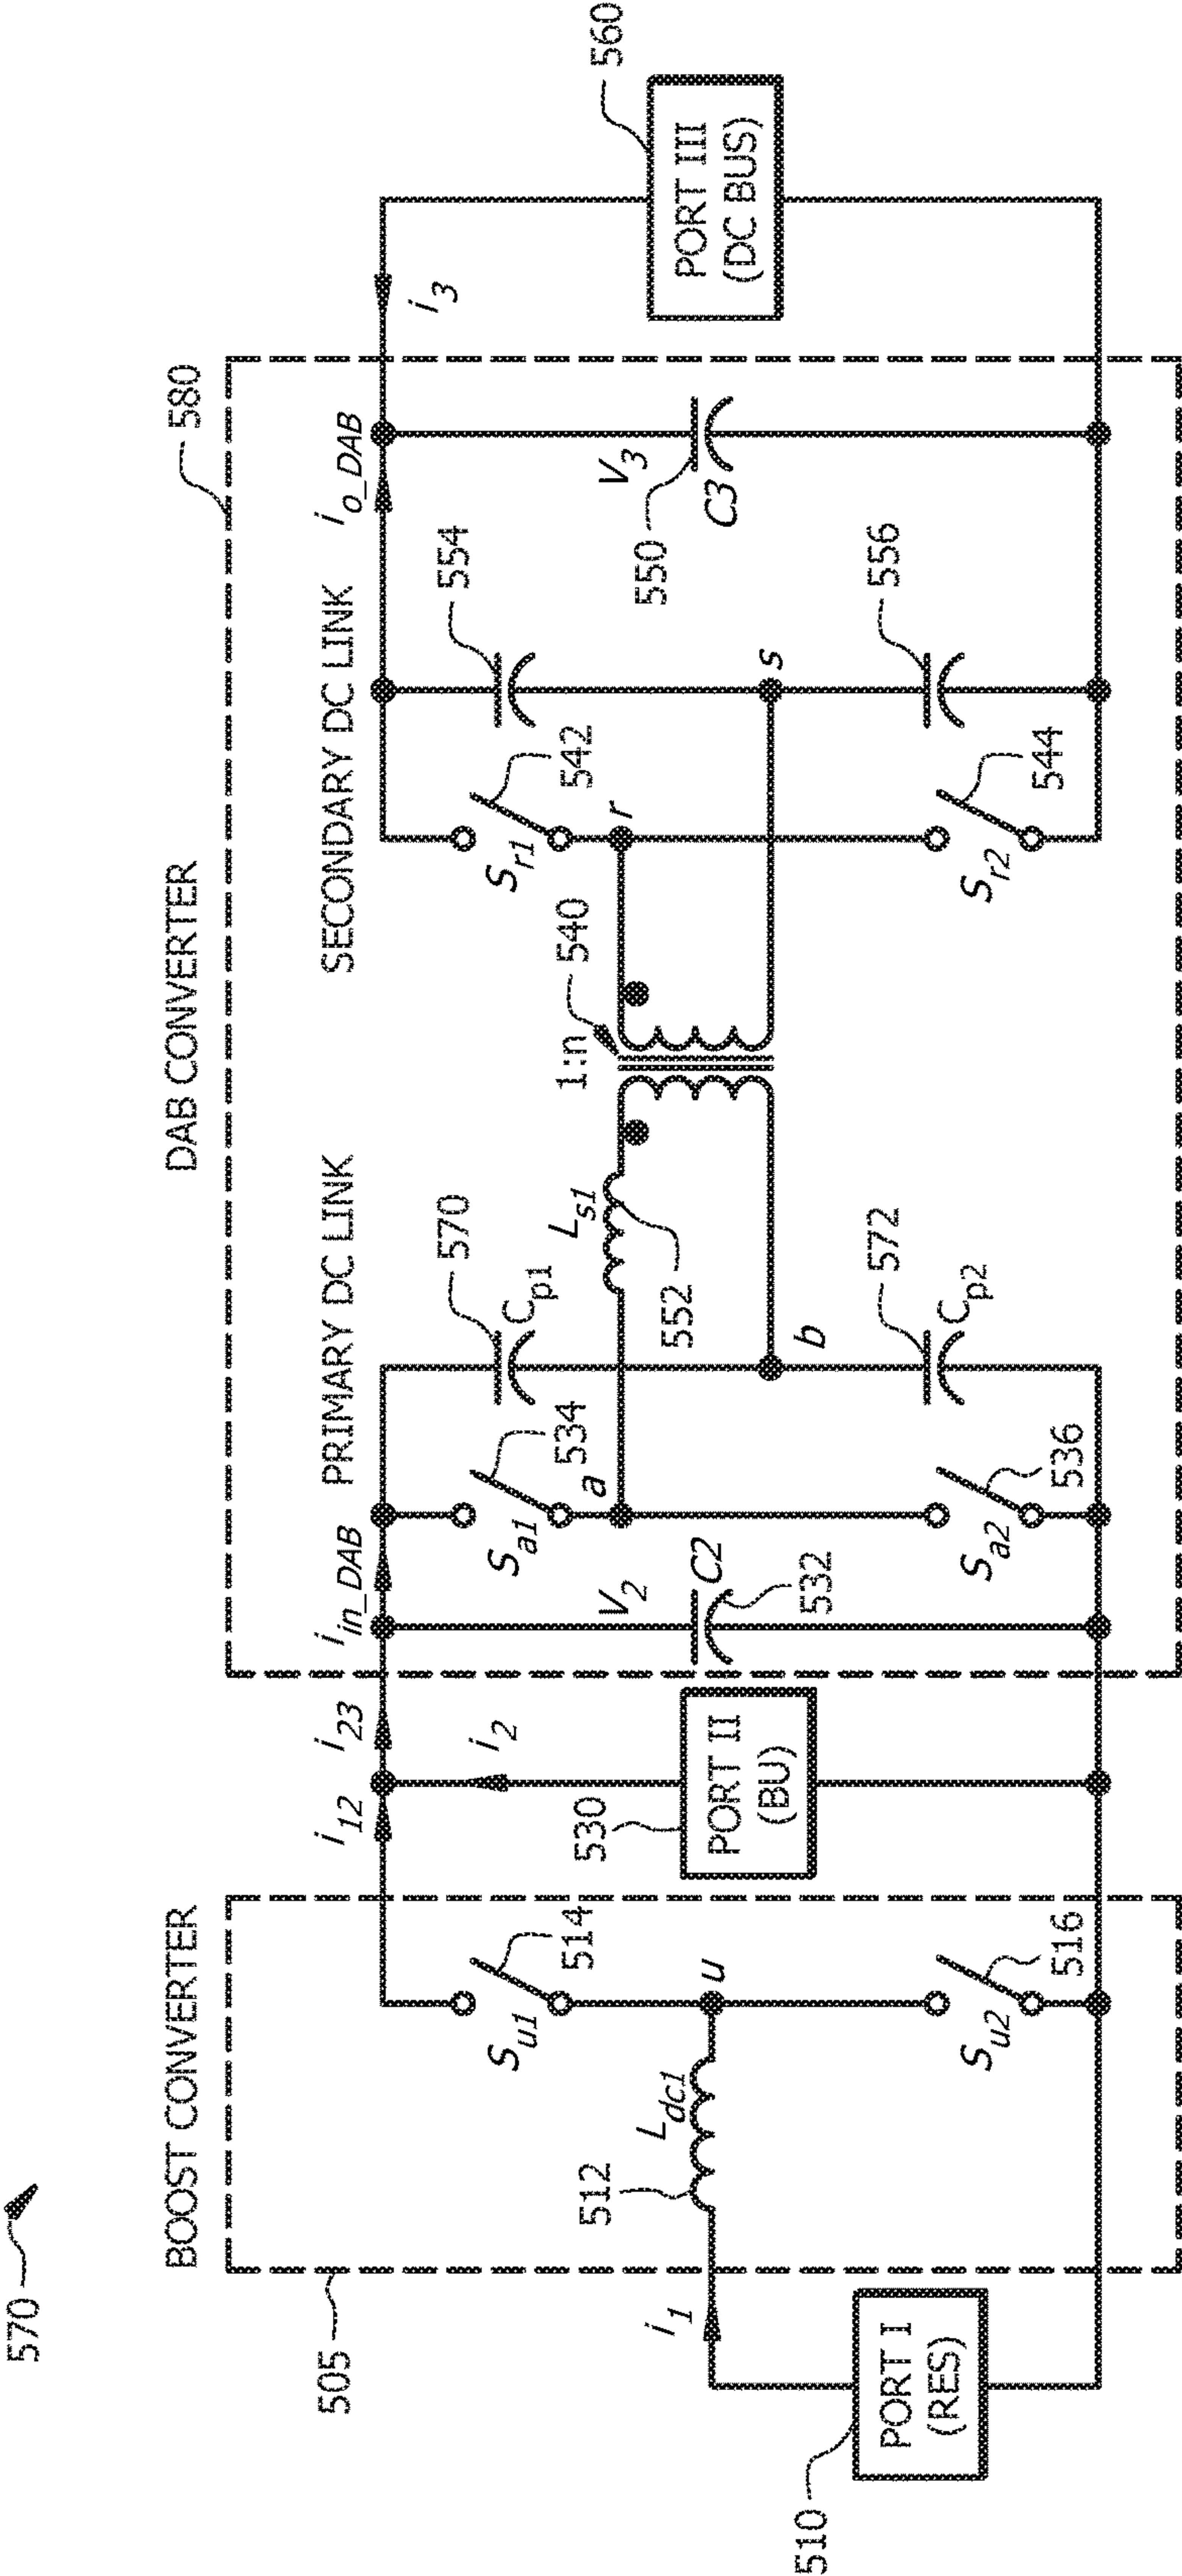 570
BOOST CONVERTER
505
510
PORT I
(RES)
i1
512
Ldc1
u
Su1
514
Su2
516
i12
i23
i2
530
PORT II
(BU)
DAB CONVERTER
580
iin_DAB
PRIMARY DC LINK
V2
C2
532
Sa1
534
a
Sa2
536
570
Cp1
b
572
Cp2
Ls1
552
1:n
540
SECONDARY DC LINK
Sr1
542
r
Sr2
544
554
s
556
io_DAB
V3
550
C3
i3
560
PORT III
(DC BUS)